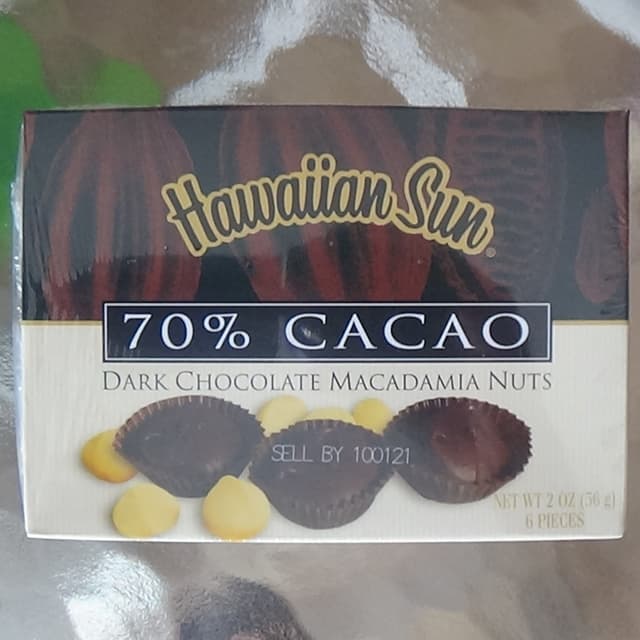 Hawaiian Sun®
70% CACAO
DARK CHOCOLATE MACADAMIA NUTS
SELL BY 100121
NET WT 2 OZ (56 g)
6 PIECES